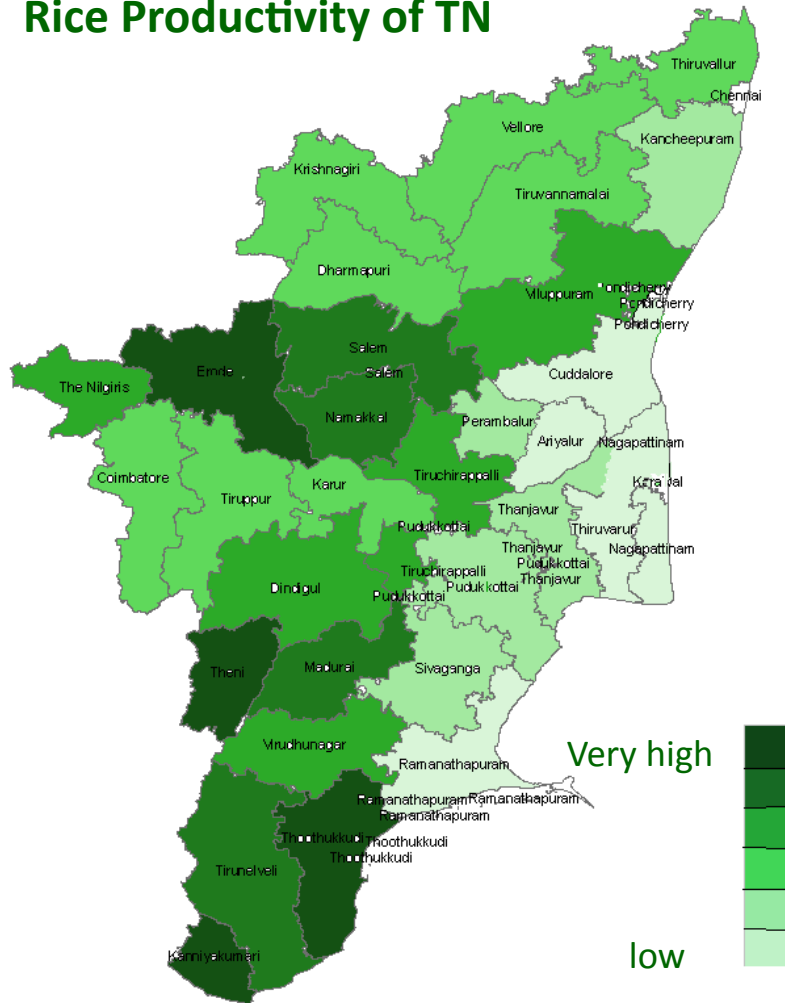 Rice Productivity of TN
Thiruvallur
Chennai
Vellore
Kancheepuram
Krishnagiri
Tiruvannamalai
Dharmapuri
Viluppuram
Pondicherry
Pondicherry
Salem
Erode
Salem
Cuddalore
The Nilgiris
Namakkal
Perambalur
Ariyalur
Nagapattinam
Coimbatore
Karur
Tiruchirappalli
Tiruppur
Thanjavur
Pudukkottai
Thiruvarur
Thanjavur
Nagapattinam
Pudukkottai
Tiruchirappalli
Thanjavur
Dindigul
Pudukkottai
Pudukkottai
Theni
Madurai
Sivaganga
Virudhunagar
Ramanathapuram
Very high
Ramanathapuram
Ramanathapuram
Ramanathapuram
Thoothukkudi
Thoothukkudi
Thoothukkudi
Tirunelveli
Kanniyakumari
low